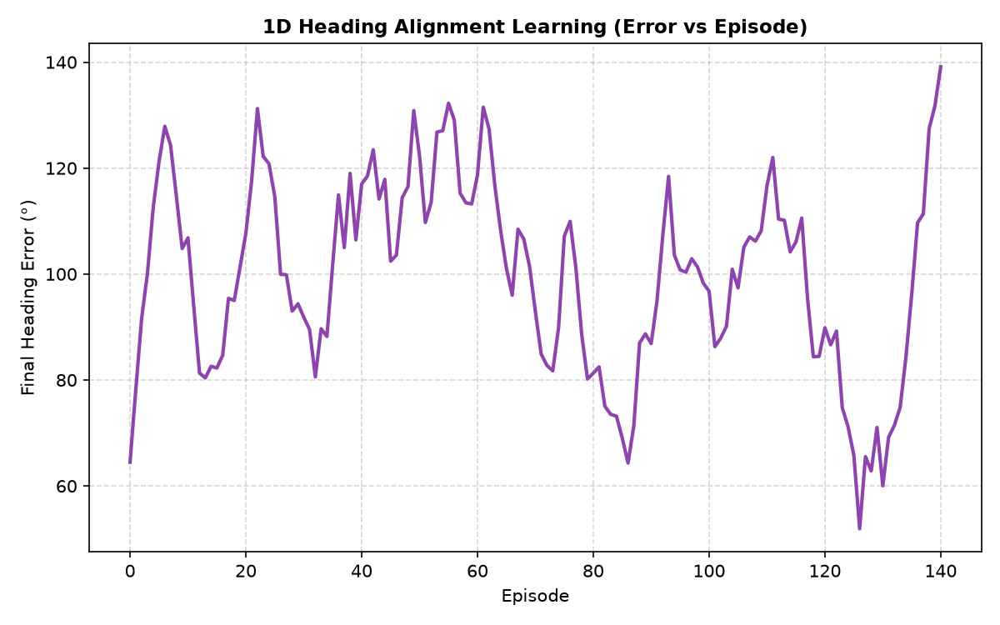 1D Heading Alignment Learning (Error vs Episode)
140
120
100
80
60
Final Heading Error (°)
0 20 40 60 80 100 120 140
Episode